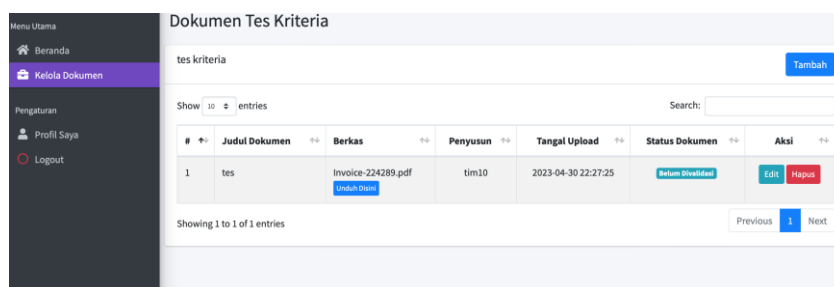 Menu Utama
Beranda
Kelola Dokumen
Pengaturan
Profil Saya
Logout
Dokumen Tes Kriteria
tes kriteria
Tambah
Show 10 entries
Search:
# Judul Dokumen Berkas Penyusun Tangal Upload Status Dokumen Aksi
1 tes Invoice-224289.pdf tim10 2023-04-30 22:27:25 Belum Divalidasi Edit Hapus
Unduh Disini
Showing 1 to 1 of 1 entries
Previous 1 Next